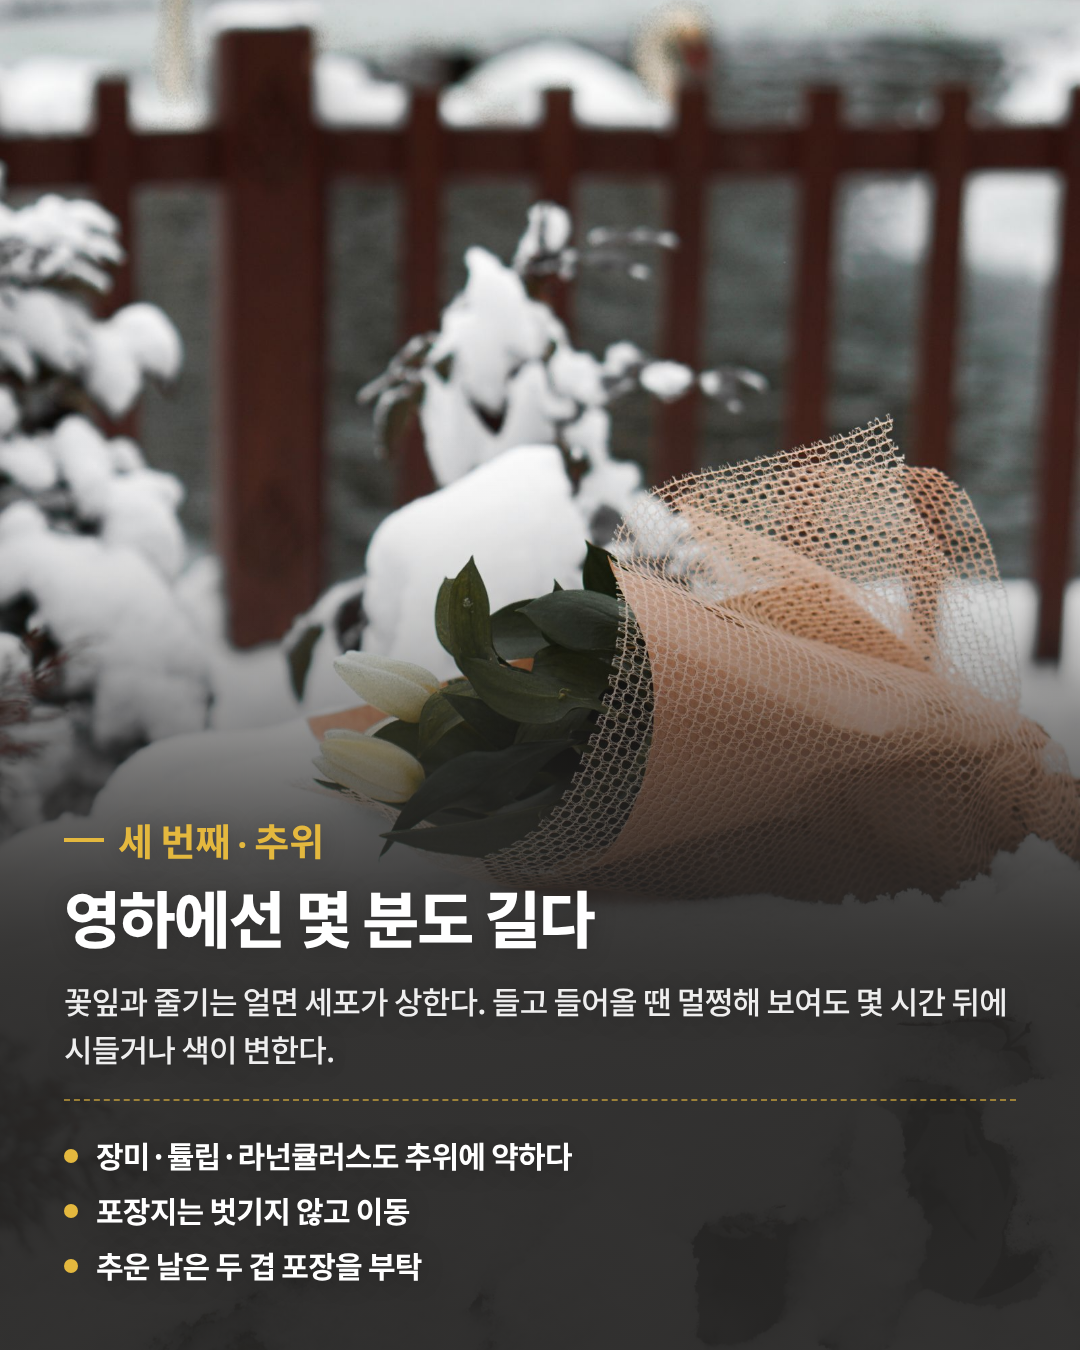 세 번째 · 추위
영하에선 몇 분도 길다
꽃잎과 줄기는 얼면 세포가 상한다. 들고 들어올 땐 멀쩡해 보여도 몇 시간 뒤에
시들거나 색이 변한다.
장미 · 튤립 · 라넌큘러스도 추위에 약하다
포장지는 벗기지 않고 이동
추운 날은 두 겹 포장을 부탁